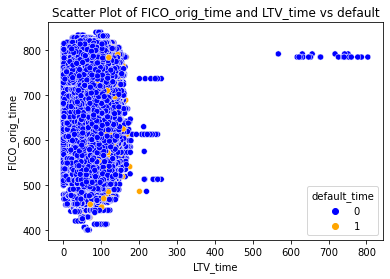 Scatter Plot of FICO_orig_time and LTV_time vs default
FICO_orig_time
800
700
600
500
400
default_time
0
1
0 100 200 300 400 500 600 700 800
LTV_time